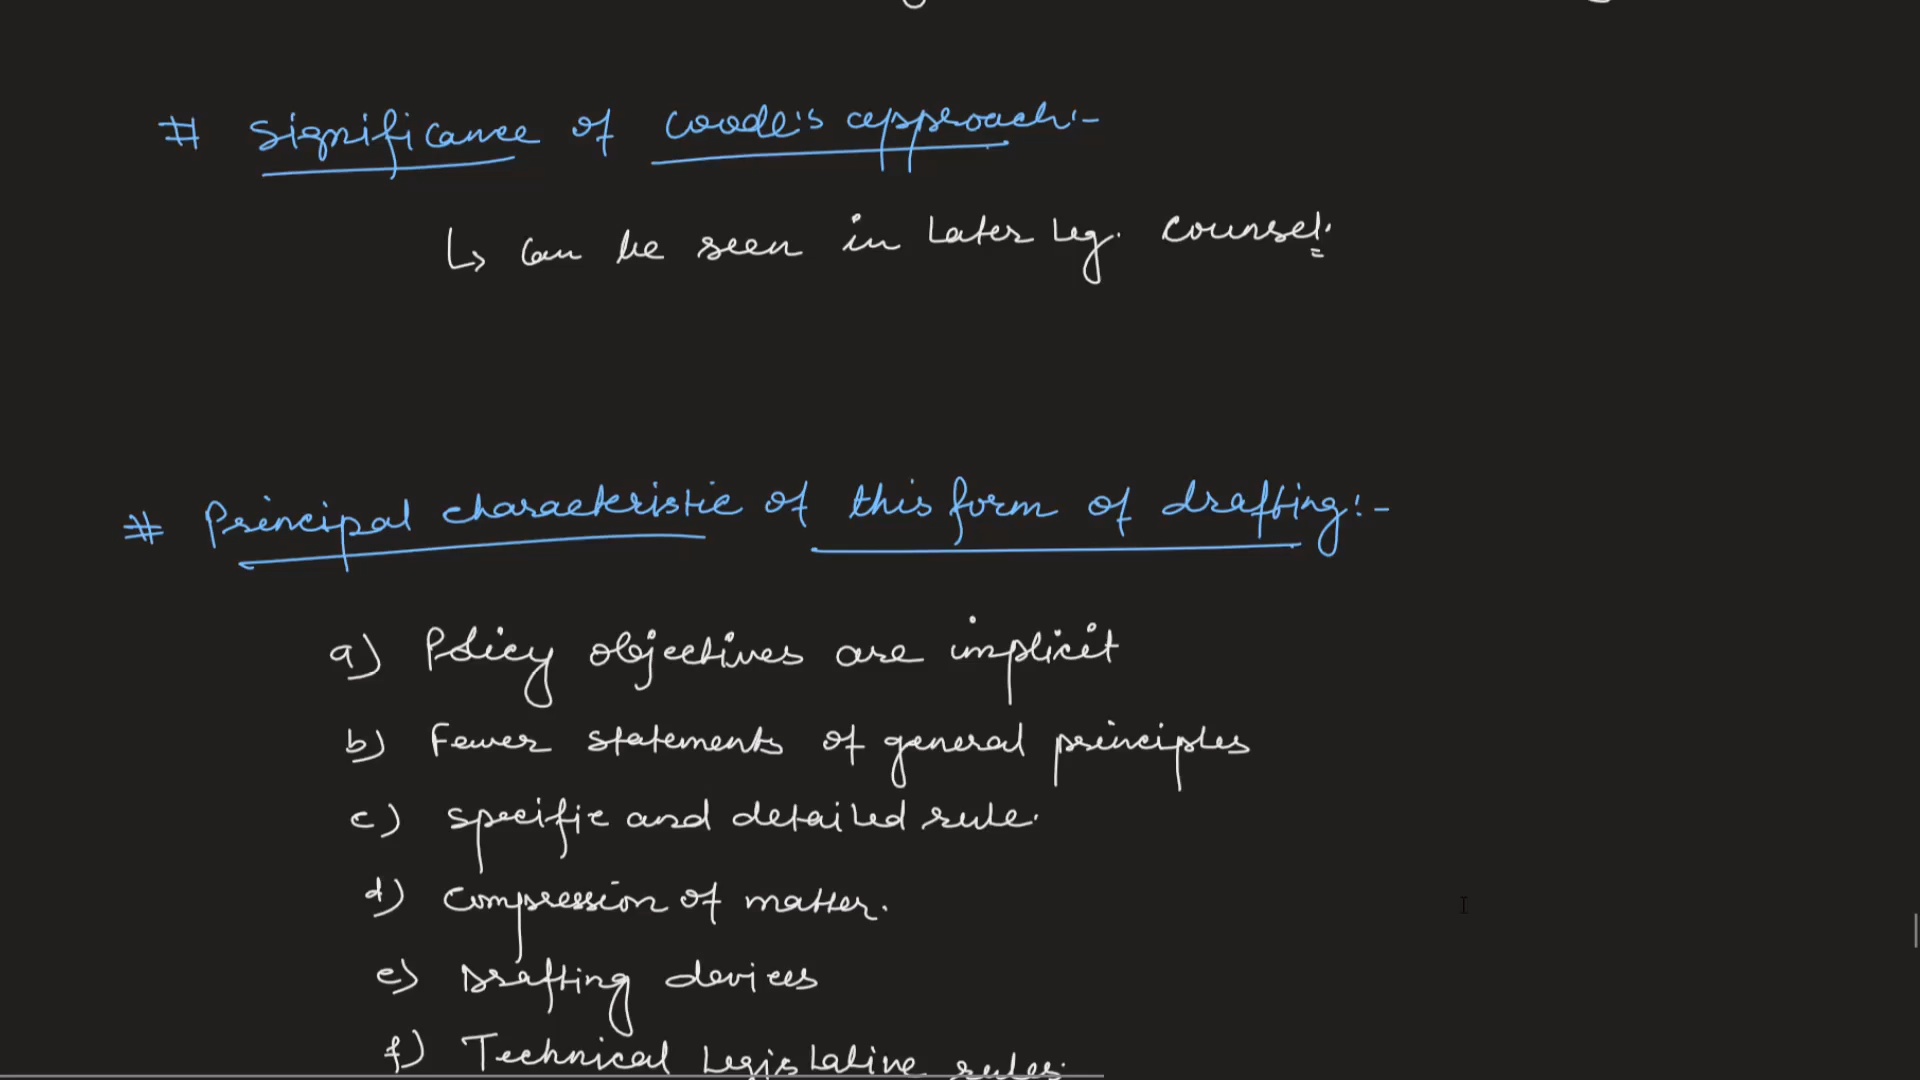 # Significance of Coode's approach:-
↳ can be seen in Later Leg. Counsel.
# Principal characteristic of this form of drafting:-
a) Policy objectives are implicit
b) Fewer statements of general principles
c) specific and detailed rule.
d) Compression of matter.
e) Drafting devices
f) Technical Legislative rules.